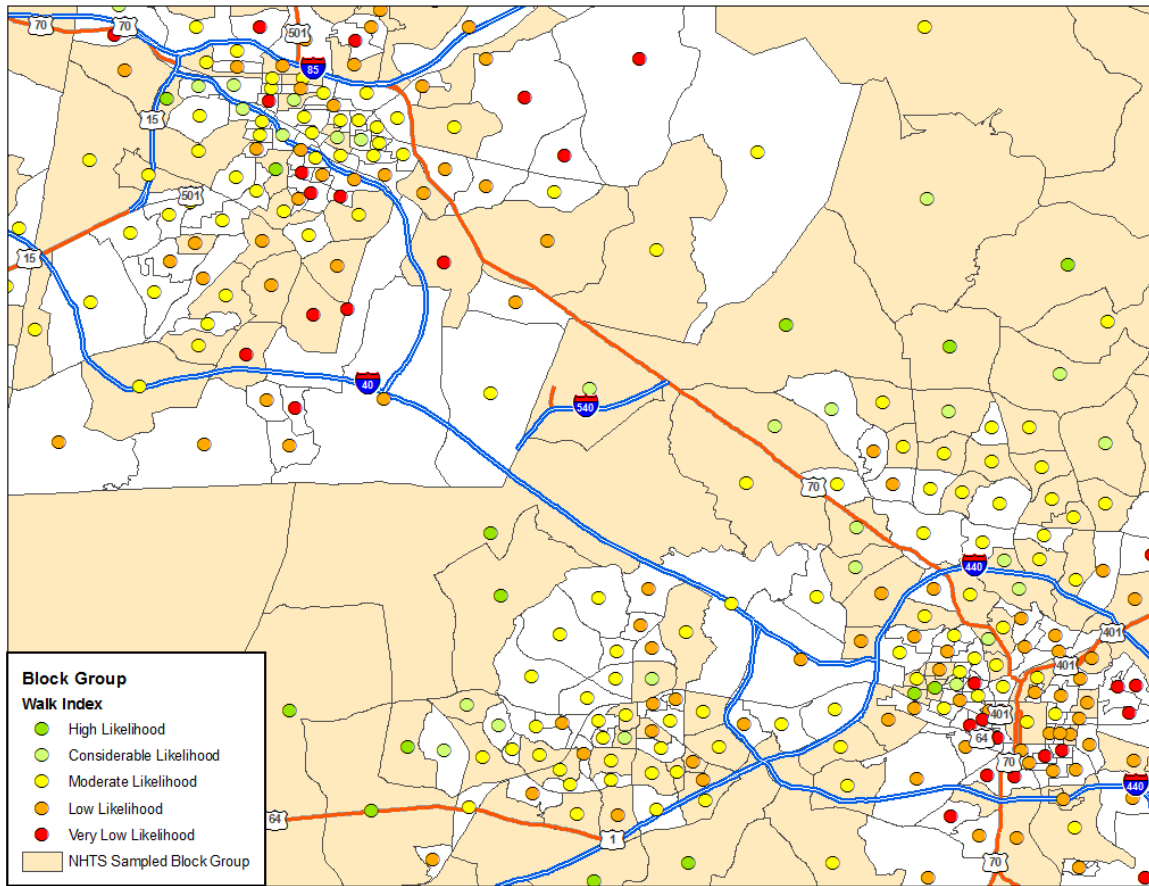 70
70
501
85
15
501
15
40
540
70
440
401
401
401
64
70
440
64
1
70
Block Group
Walk Index
High Likelihood
Considerable Likelihood
Moderate Likelihood
Low Likelihood
Very Low Likelihood
NHTS Sampled Block Group